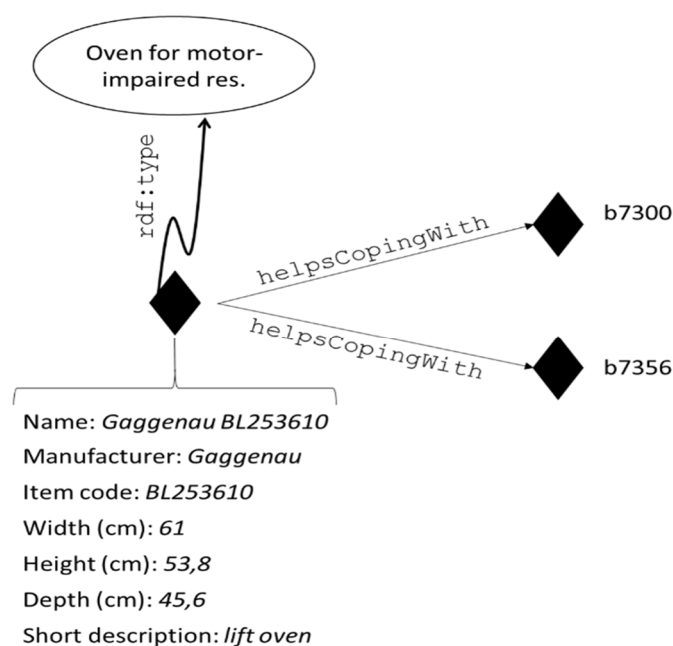 Oven for motor-
impaired res.
rdf:type
helpsCopingWith
b7300
helpsCopingWith
b7356
Name: Gaggenau BL253610
Manufacturer: Gaggenau
Item code: BL253610
Width (cm): 61
Height (cm): 53,8
Depth (cm): 45,6
Short description: lift oven